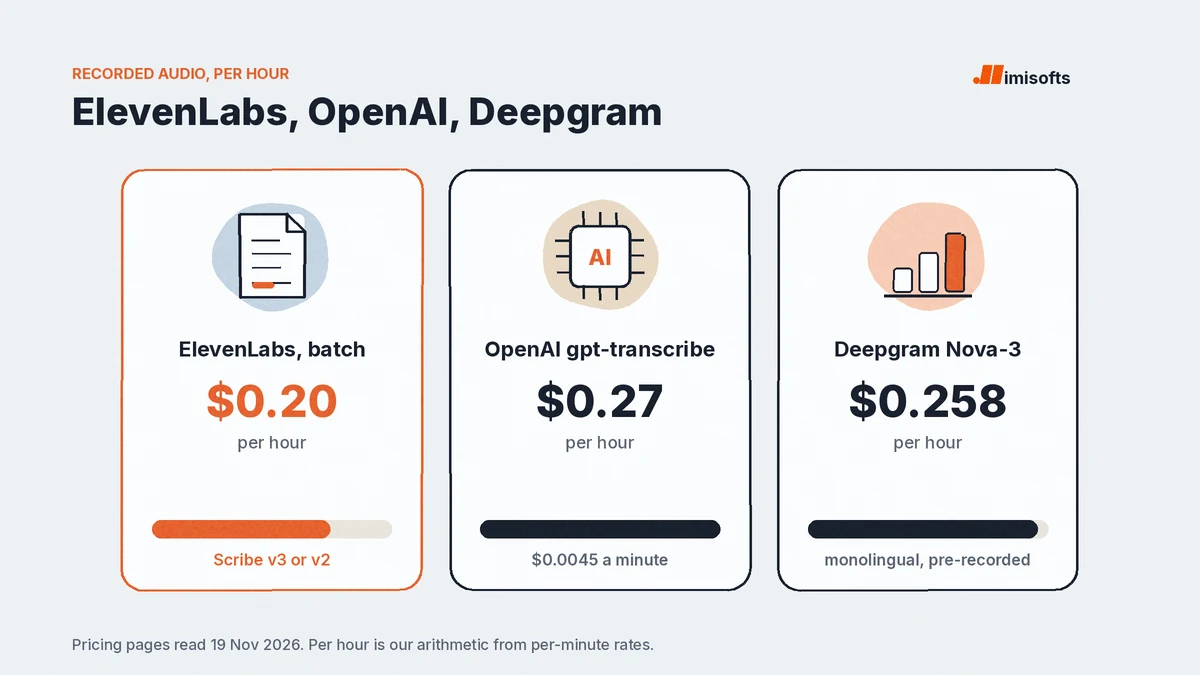 RECORDED AUDIO, PER HOUR
ElevenLabs, OpenAI, Deepgram
imisofts
ElevenLabs, batch
$0.20
per hour
Scribe v3 or v2
AI
OpenAI gpt-transcribe
$0.27
per hour
$0.0045 a minute
Deepgram Nova-3
$0.258
per hour
monolingual, pre-recorded
Pricing pages read 19 Nov 2026. Per hour is our arithmetic from per-minute rates.